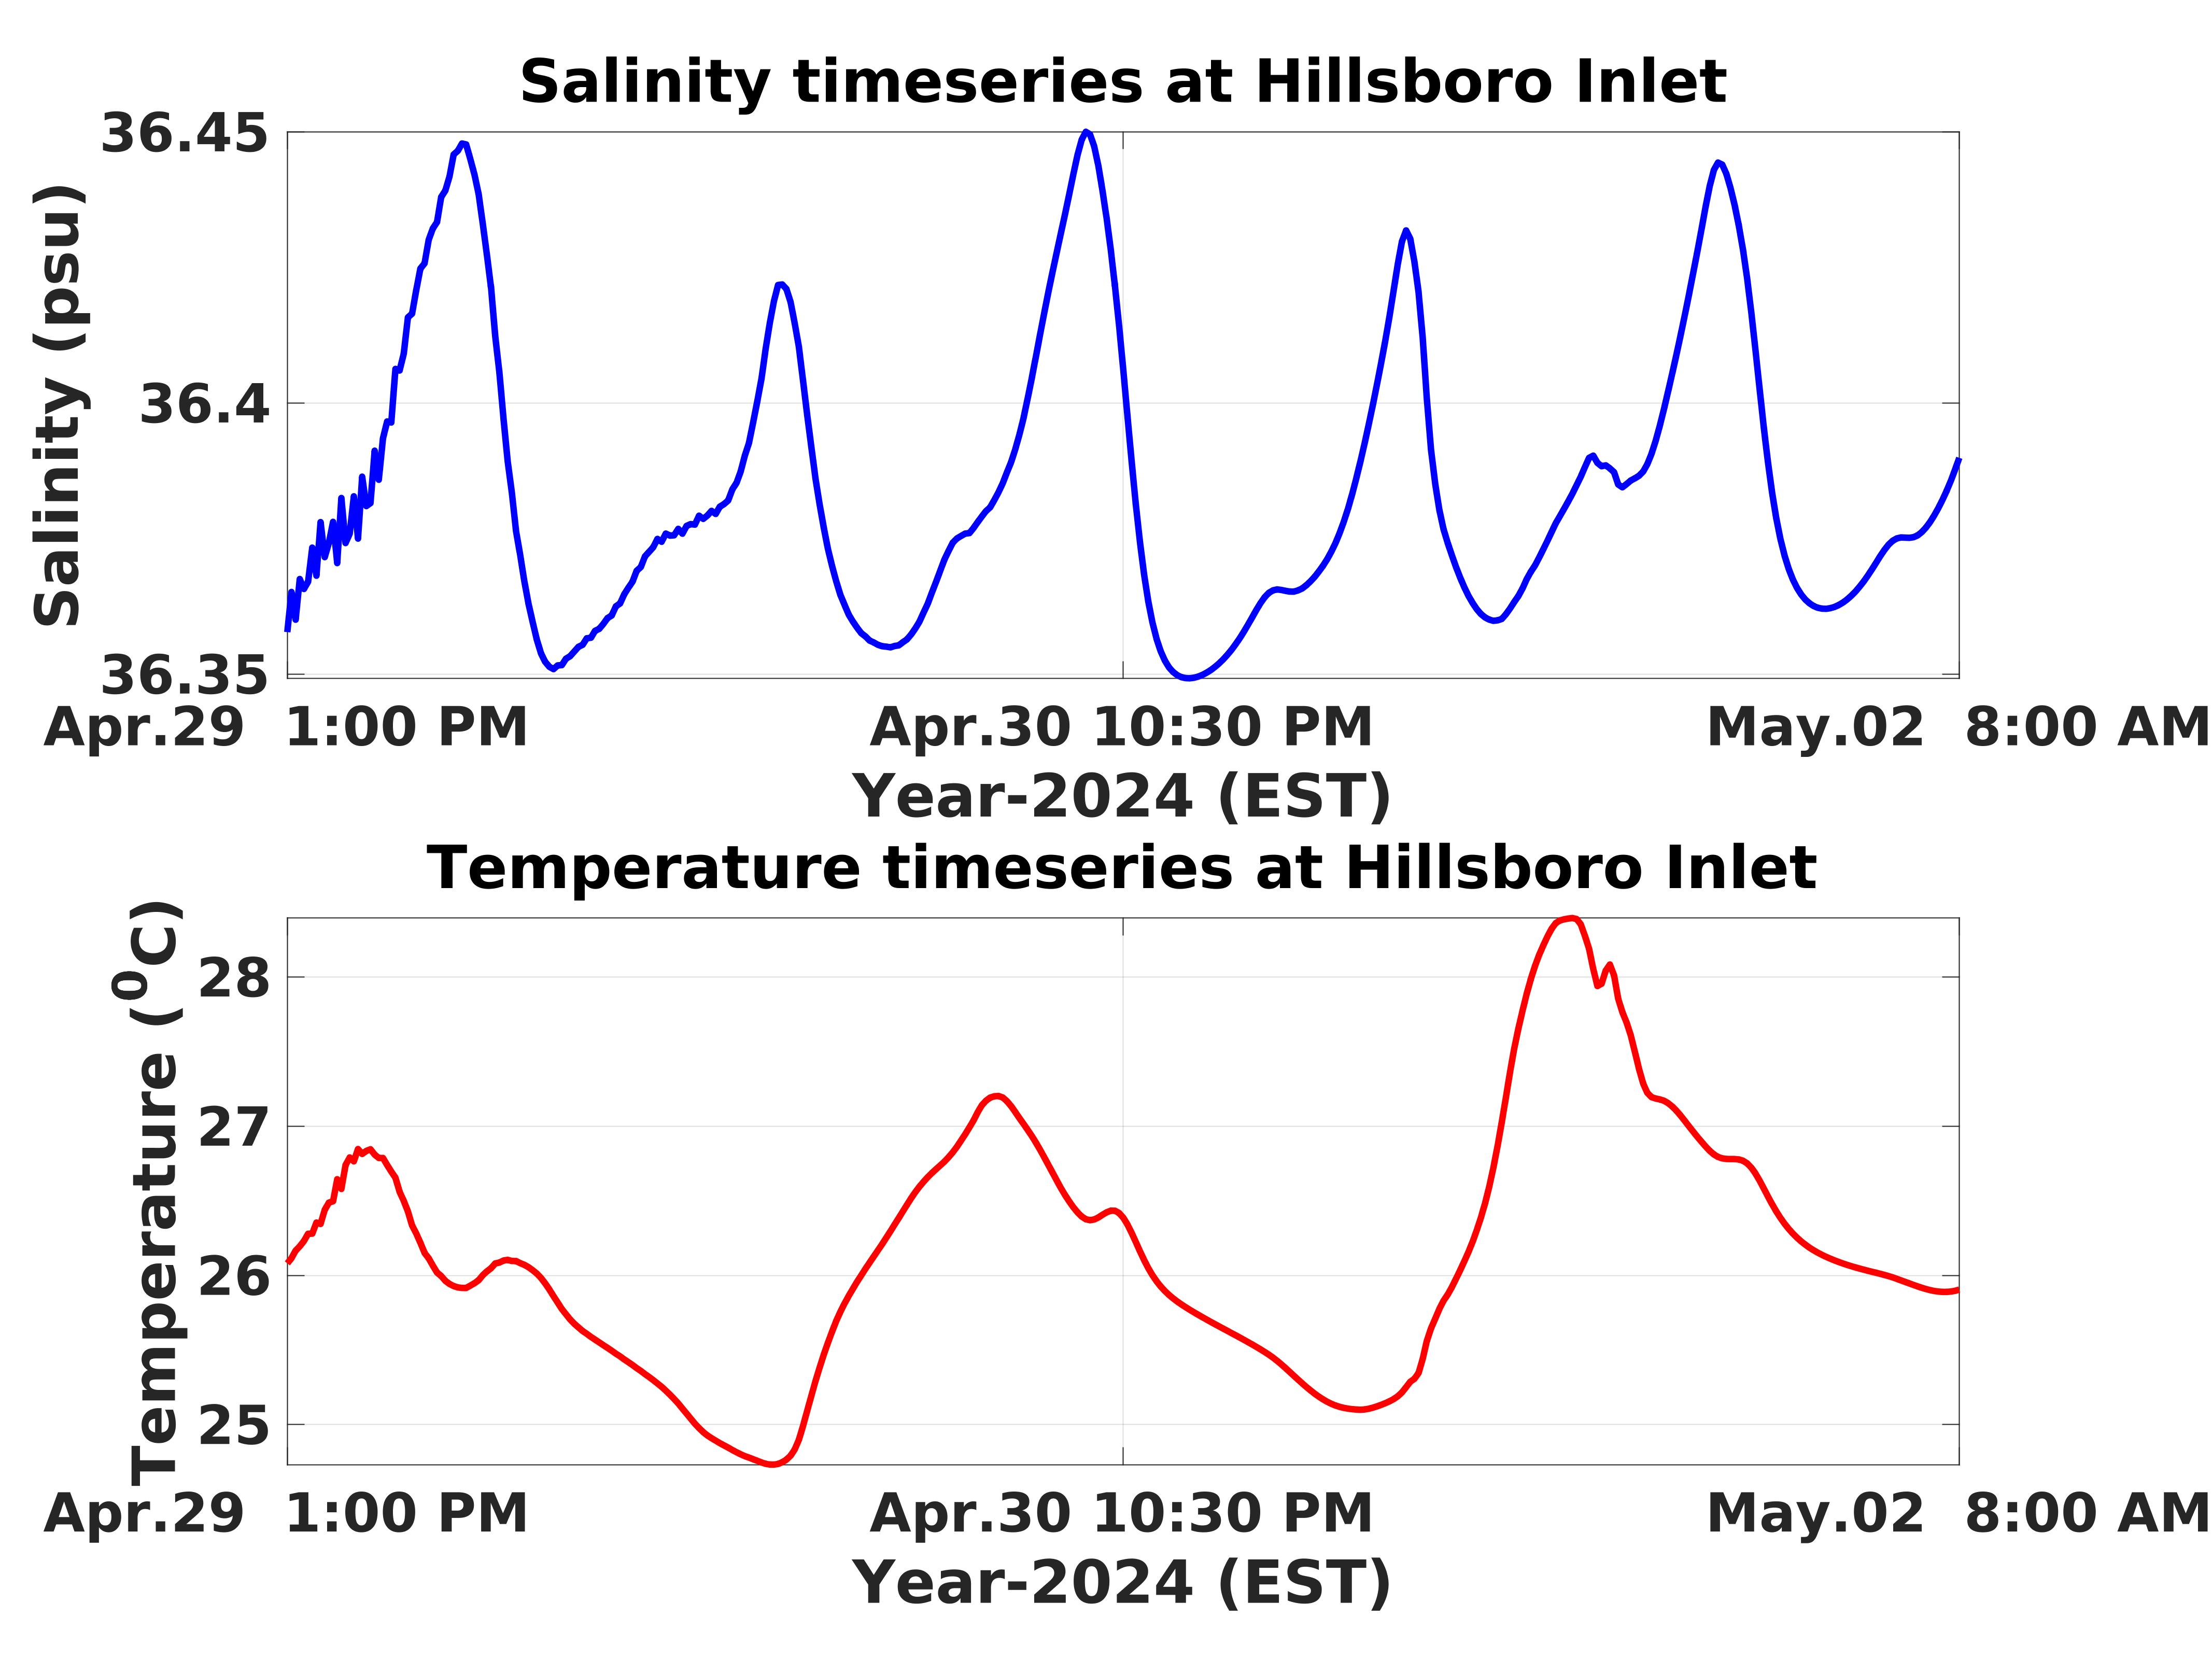 Salinity timeseries at Hillsboro Inlet
Salinity (psu)
36.45
36.4
36.35
Apr.29  1:00 PM
Apr.30 10:30 PM
May.02  8:00 AM
Year-2024 (EST)
Temperature timeseries at Hillsboro Inlet
Temperature (⁰C)
28
27
26
25
Apr.29  1:00 PM
Apr.30 10:30 PM
May.02  8:00 AM
Year-2024 (EST)